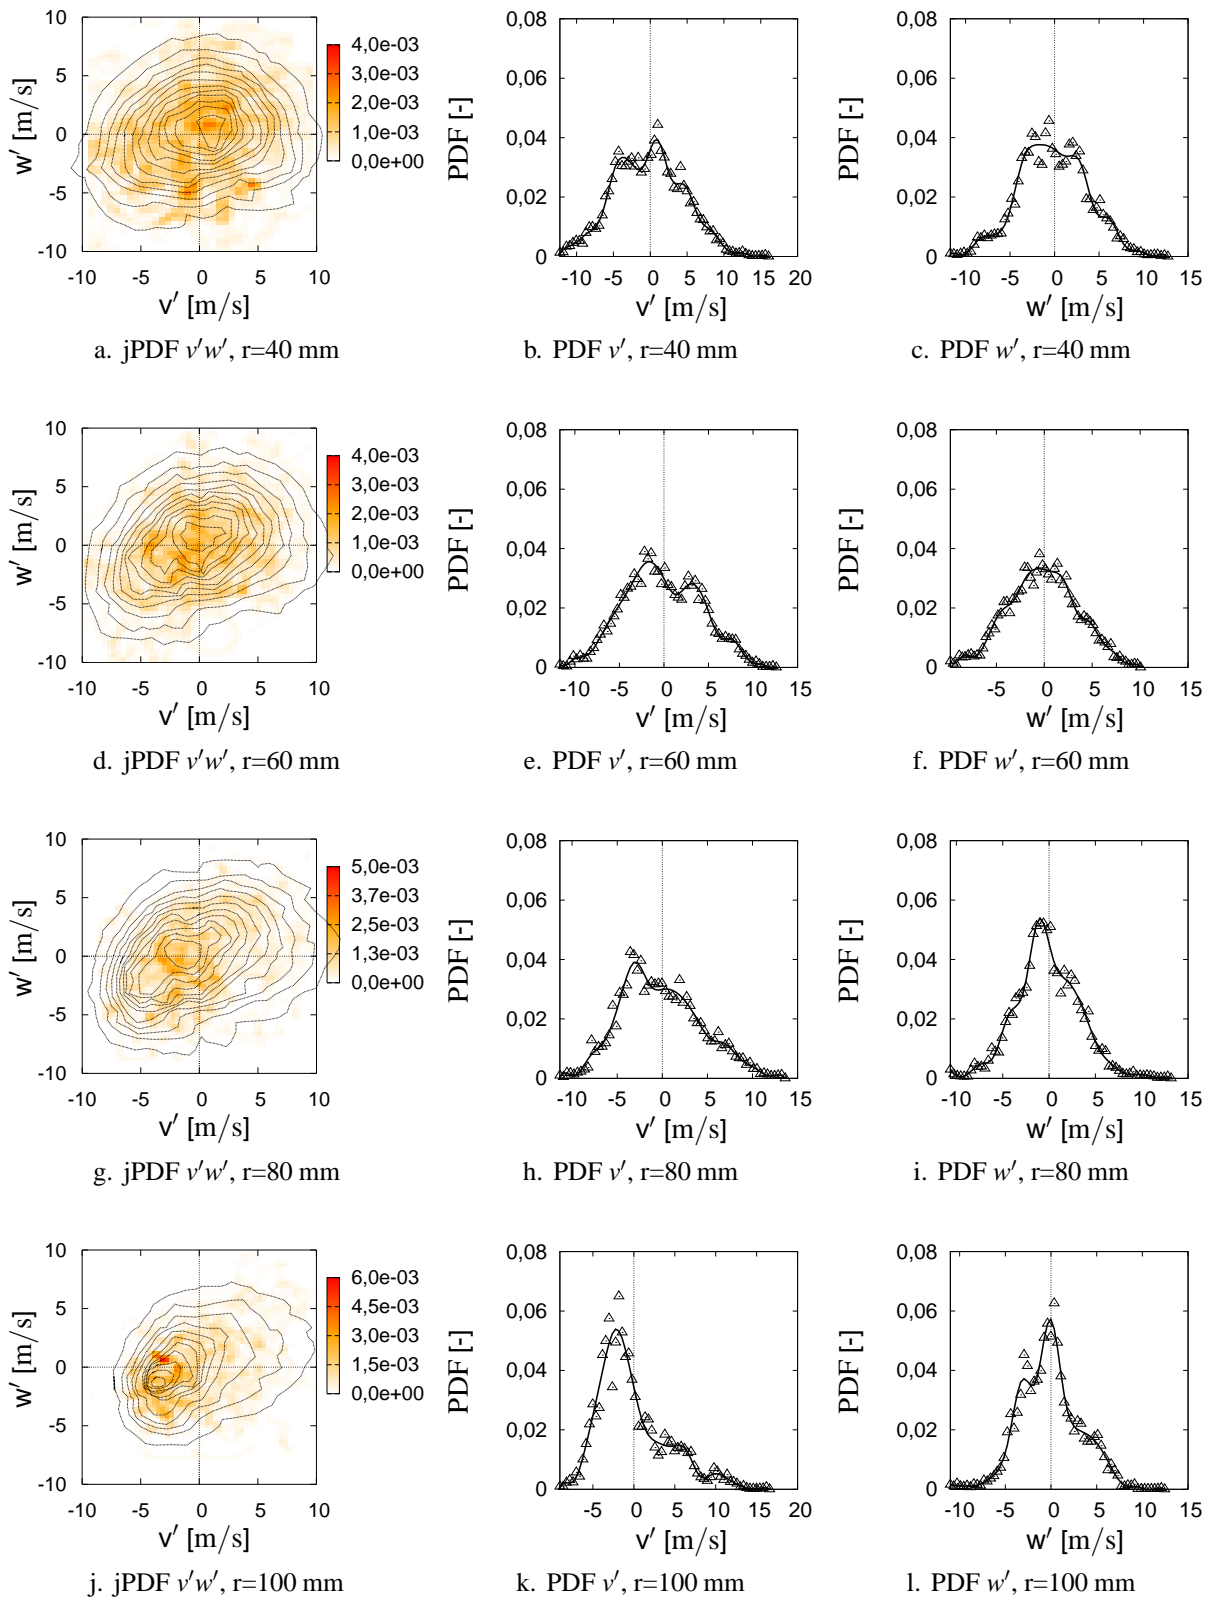 10
5
0
-5
-10
-10 -5 0 5 10
w′ [m/s]
v′ [m/s]
4,0e-03
3,0e-03
2,0e-03
1,0e-03
0,0e+00
a. jPDF v′w′, r=40 mm
0,08
0,06
0,04
0,02
0
-10 -5 0 5 10 15 20
PDF [-]
v′ [m/s]
b. PDF v′, r=40 mm
0,08
0,06
0,04
0,02
0
-10 -5 0 5 10 15
PDF [-]
w′ [m/s]
c. PDF w′, r=40 mm
10
5
0
-5
-10
-10 -5 0 5 10
w′ [m/s]
v′ [m/s]
4,0e-03
3,0e-03
2,0e-03
1,0e-03
0,0e+00
d. jPDF v′w′, r=60 mm
0,08
0,06
0,04
0,02
0
-10 -5 0 5 10 15
PDF [-]
v′ [m/s]
e. PDF v′, r=60 mm
0,08
0,06
0,04
0,02
0
-5 0 5 10 15
PDF [-]
w′ [m/s]
f. PDF w′, r=60 mm
10
5
0
-5
-10
-10 -5 0 5 10
w′ [m/s]
v′ [m/s]
5,0e-03
3,7e-03
2,5e-03
1,3e-03
0,0e+00
g. jPDF v′w′, r=80 mm
0,08
0,06
0,04
0,02
0
-10 -5 0 5 10 15
PDF [-]
v′ [m/s]
h. PDF v′, r=80 mm
0,08
0,06
0,04
0,02
0
-10 -5 0 5 10 15
PDF [-]
w′ [m/s]
i. PDF w′, r=80 mm
10
5
0
-5
-10
-10 -5 0 5 10
w′ [m/s]
v′ [m/s]
6,0e-03
4,5e-03
3,0e-03
1,5e-03
0,0e+00
j. jPDF v′w′, r=100 mm
0,08
0,06
0,04
0,02
0
-5 0 5 10 15 20
PDF [-]
v′ [m/s]
k. PDF v′, r=100 mm
0,08
0,06
0,04
0,02
0
-10 -5 0 5 10 15
PDF [-]
w′ [m/s]
l. PDF w′, r=100 mm